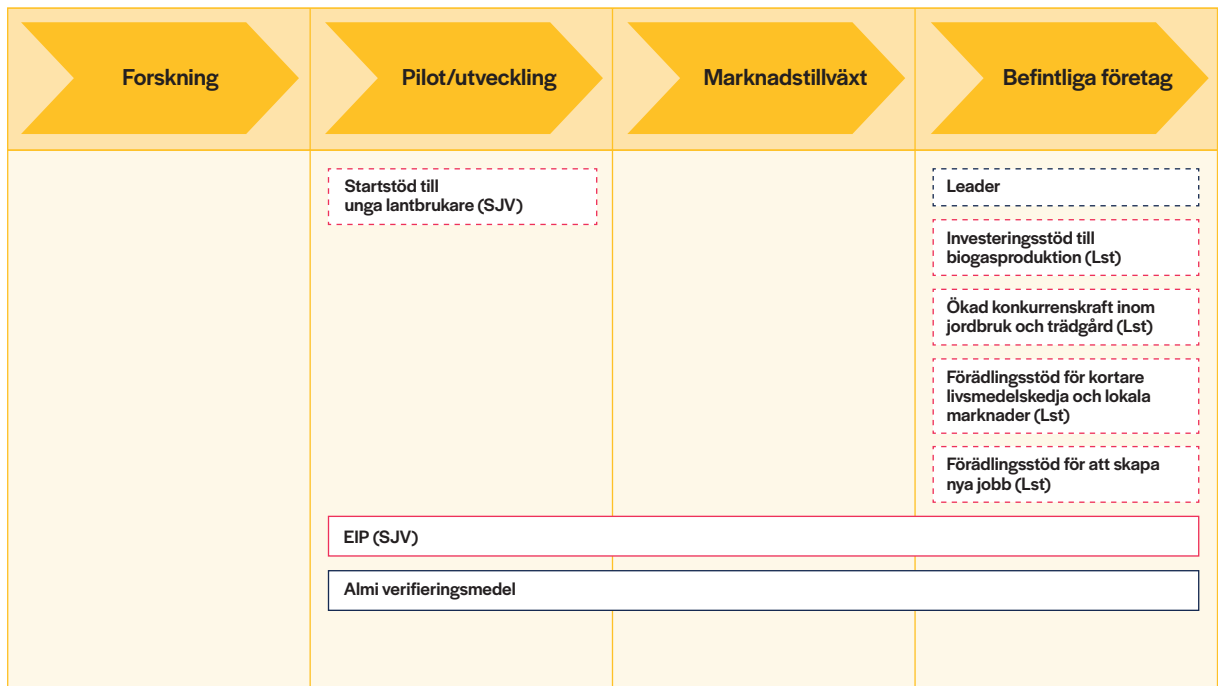 Forskning
Pilot/utveckling
Marknadstillväxt
Befintliga företag
Startstöd till
unga lantbrukare (SJV)
Leader
Investeringsstöd till
biogasproduktion (Lst)
Ökad konkurrenskraft inom
jordbruk och trädgård (Lst)
Förädlingsstöd för kortare
livsmedelskedja och lokala
marknader (Lst)
Förädlingsstöd för att skapa
nya jobb (Lst)
EIP (SJV)
Almi verifieringsmedel